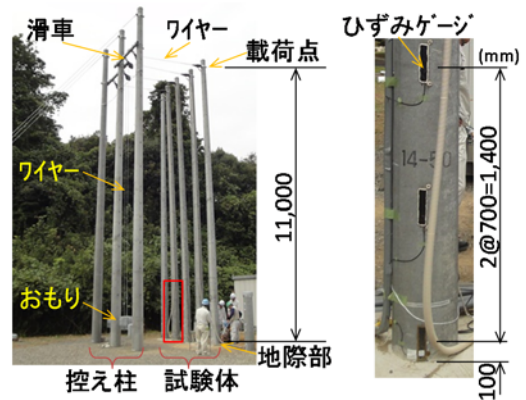 滑車
ワイヤー
載荷点
ワイヤー
おもり
11,000
地際部
控え柱
試験体
ひずみゲージ
(mm)
14-50
2@700=1,400
100